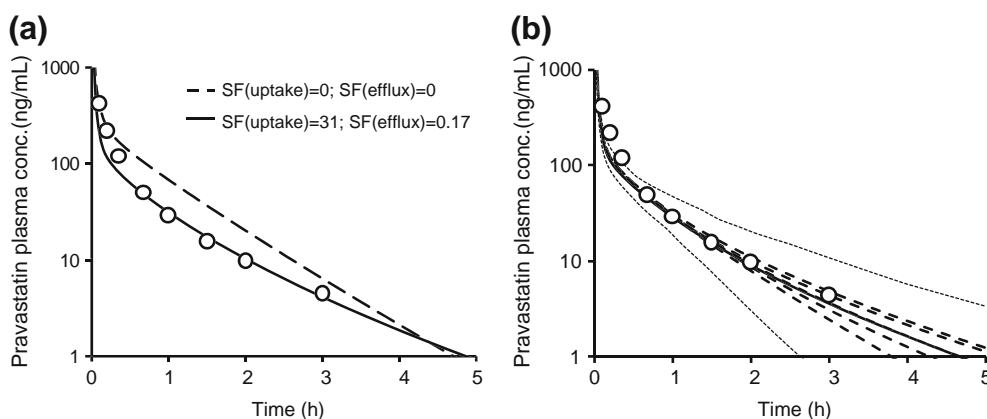 (a)
Pravastatin plasma conc.(ng/mL)
1000
100
10
1
SF(uptake)=0; SF(efflux)=0
SF(uptake)=31; SF(efflux)=0.17
0 1 2 3 4 5
Time (h)
(b)
Pravastatin plasma conc.(ng/mL)
1000
100
10
1
0 1 2 3 4 5
Time (h)